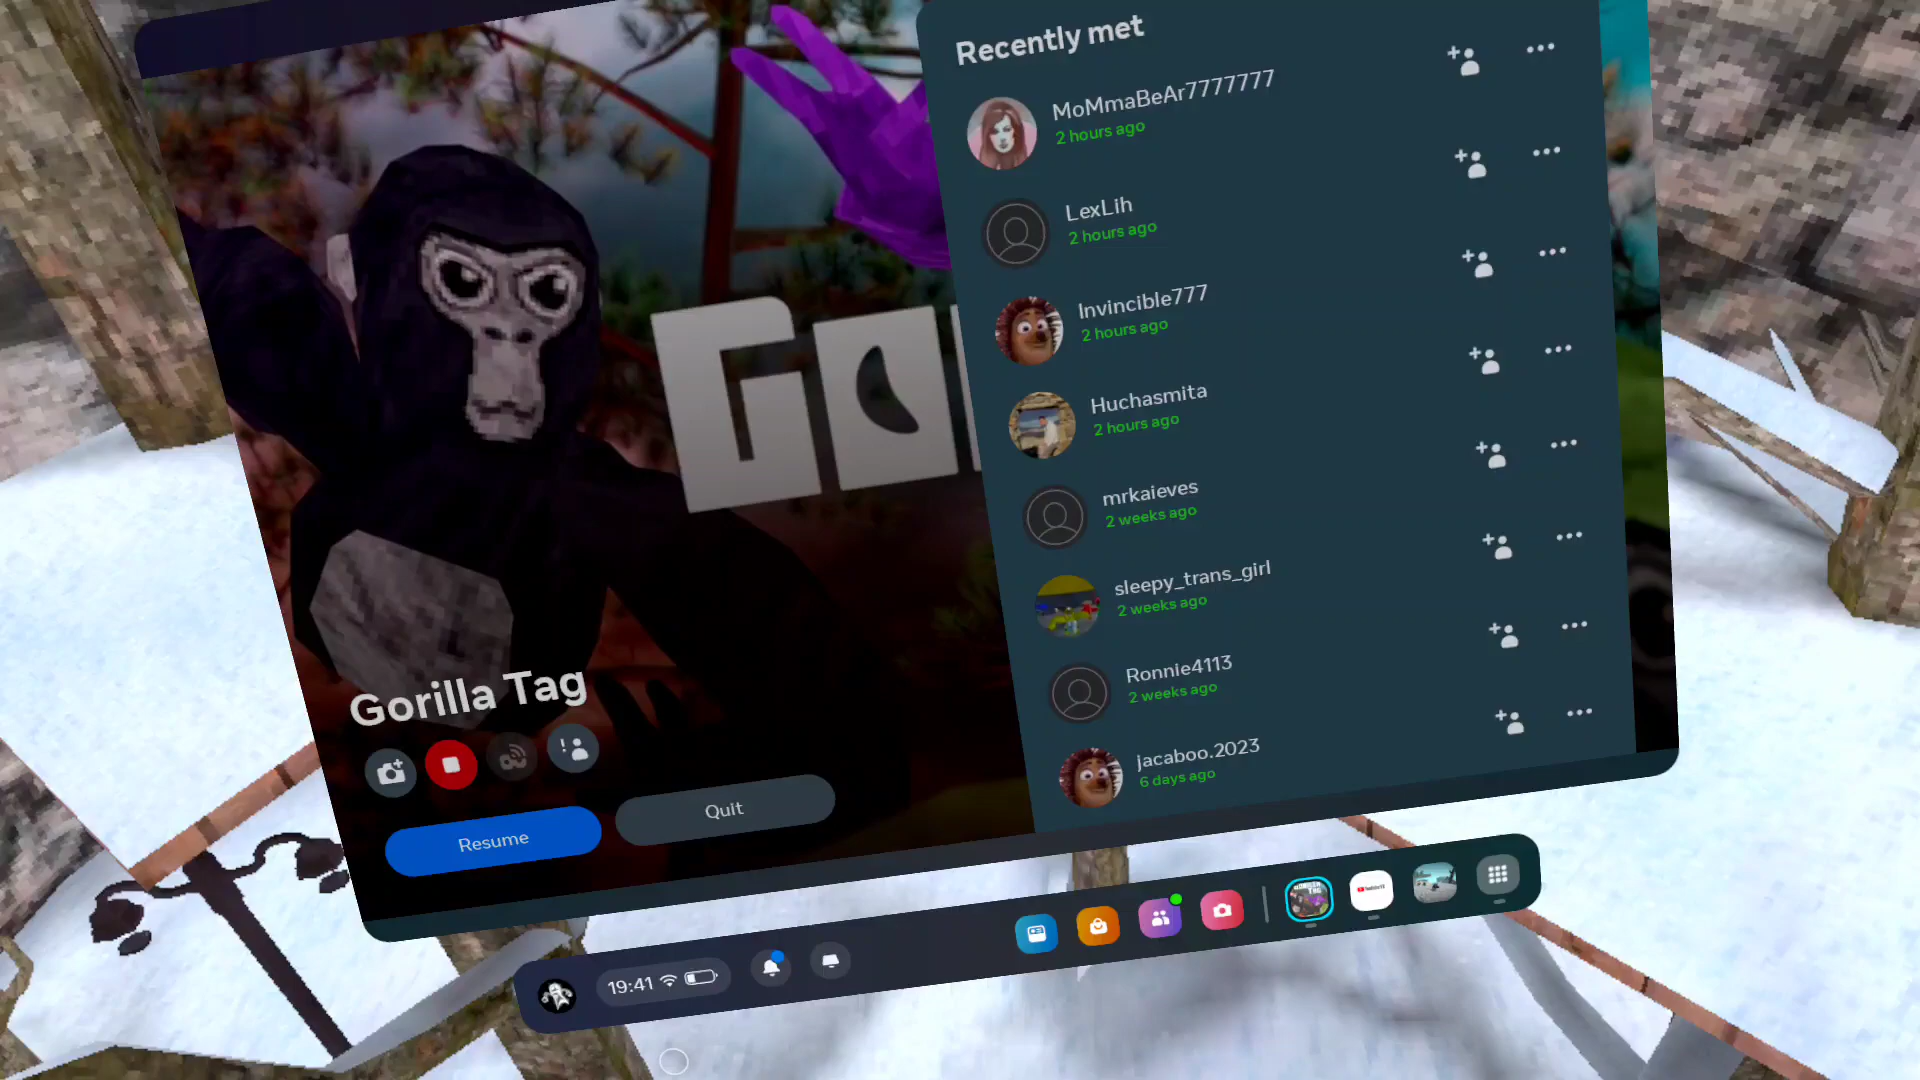 Recently met
MoMmaBeAr7777777
2 hours ago
LexLih
2 hours ago
Invincible777
2 hours ago
Huchasmita
2 hours ago
mrkaieves
2 weeks ago
sleepy_trans_girl
2 weeks ago
Ronnie4113
2 weeks ago
jacaboo.2023
6 days ago
Gorilla Tag
Resume
Quit
19:41